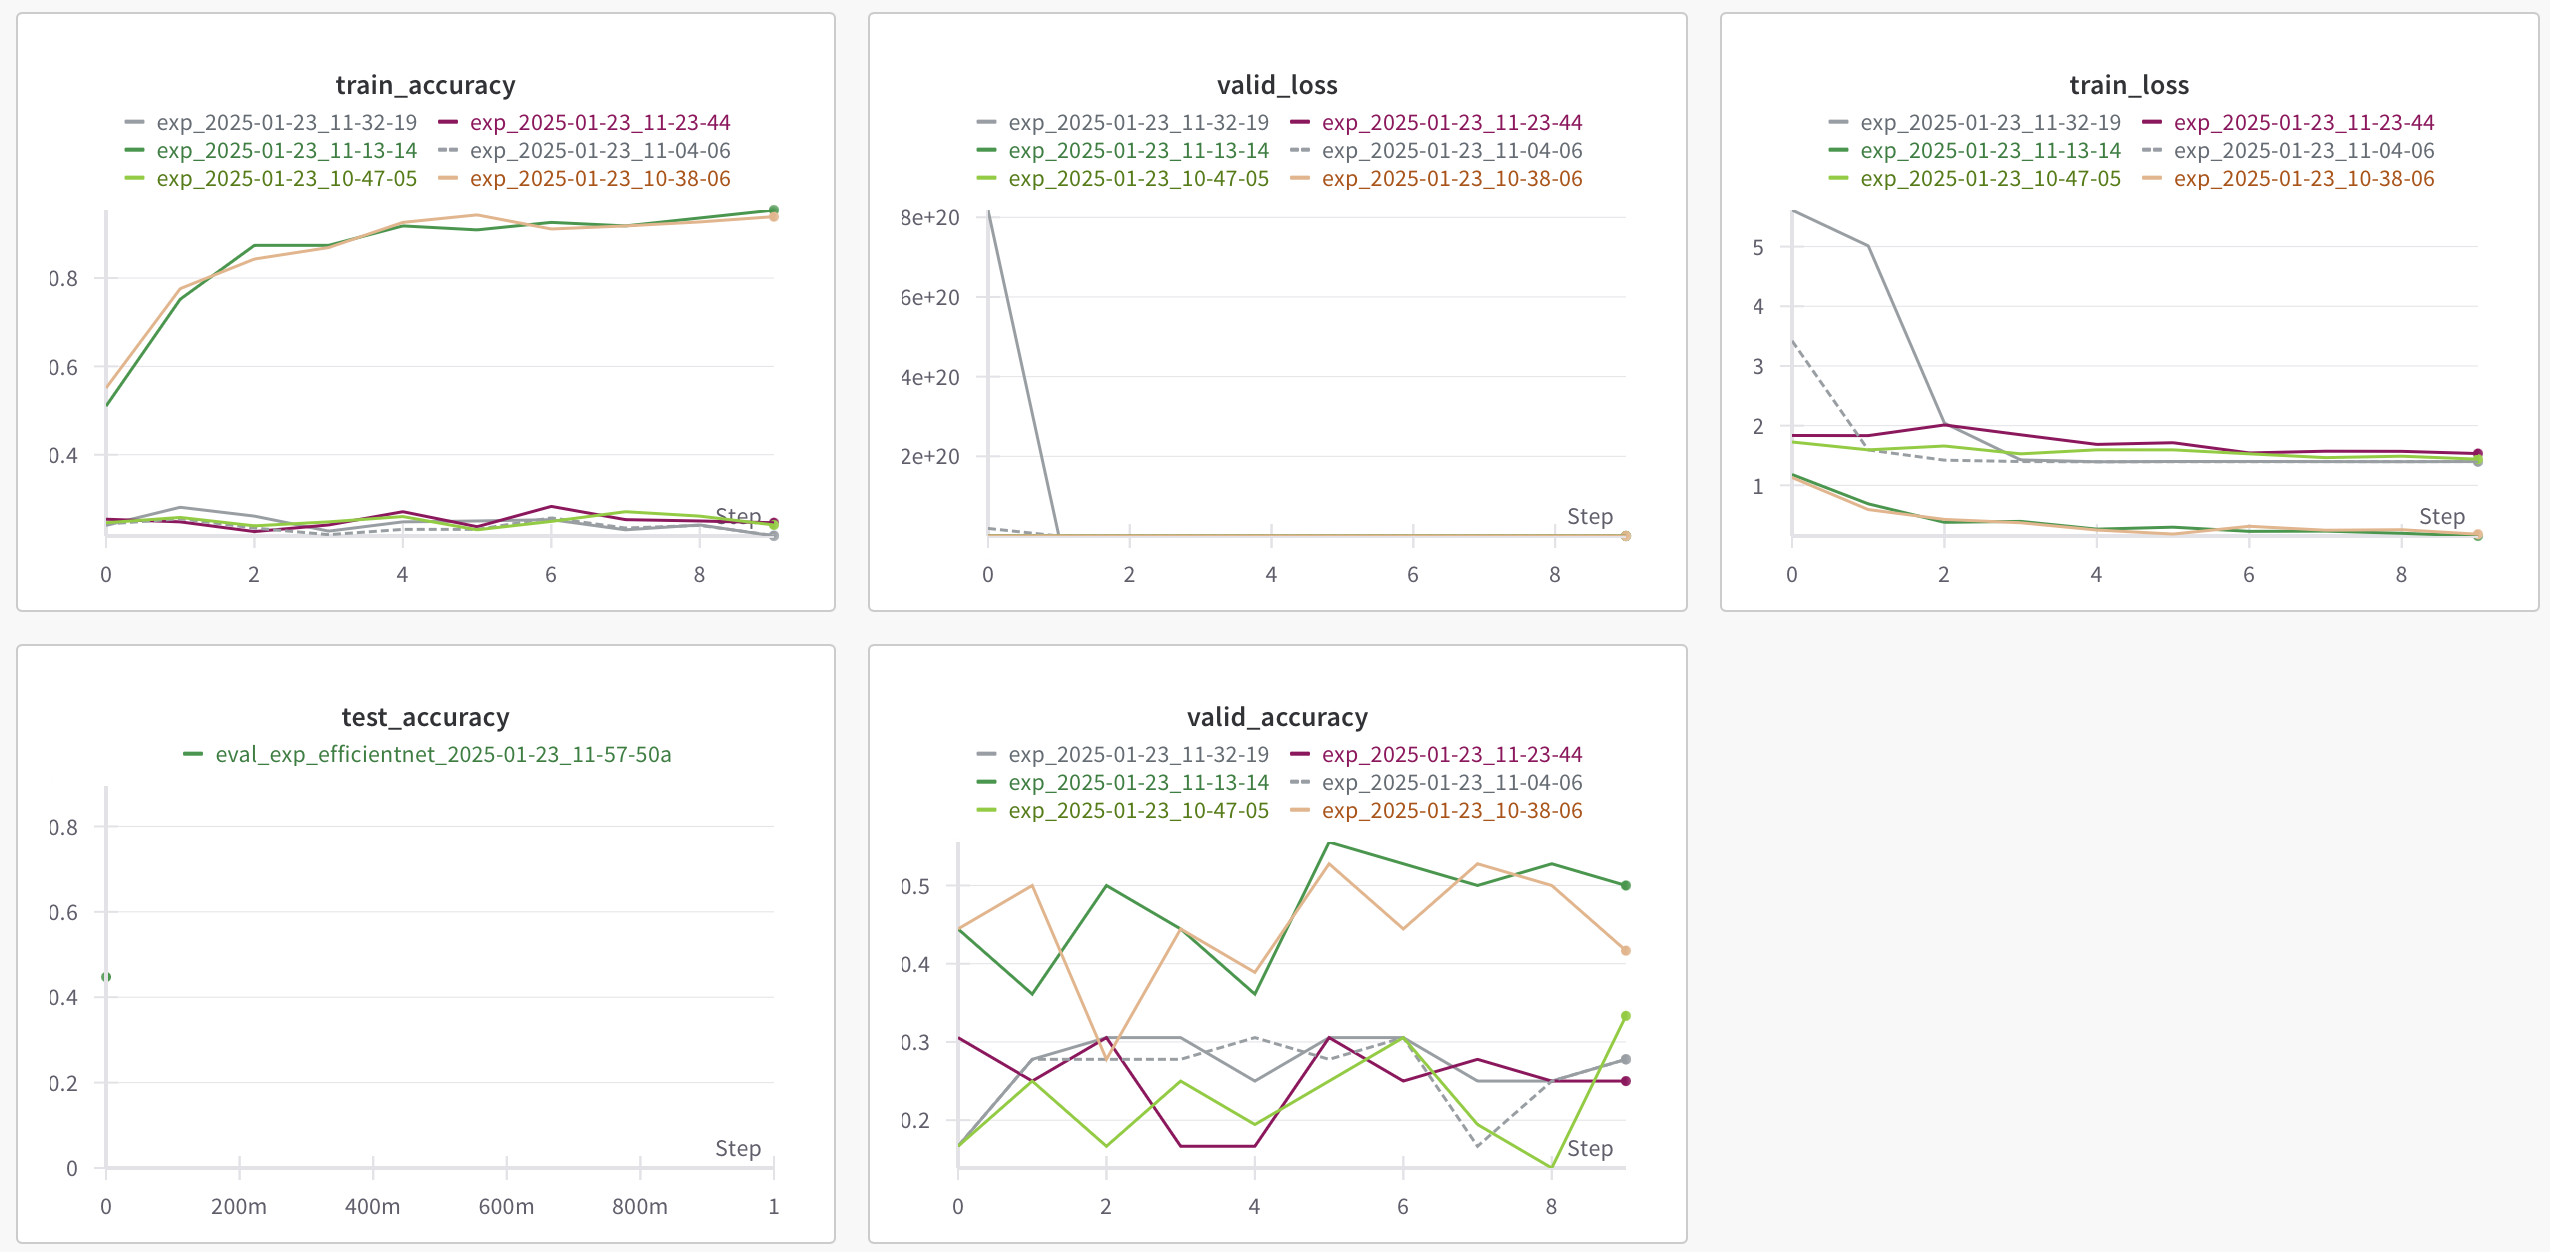 train_accuracy
exp_2025-01-23_11-32-19 exp_2025-01-23_11-23-44
exp_2025-01-23_11-13-14 exp_2025-01-23_11-04-06
exp_2025-01-23_10-47-05 exp_2025-01-23_10-38-06
0.8
0.6
0.4
Step
0 2 4 6 8
valid_loss
exp_2025-01-23_11-32-19 exp_2025-01-23_11-23-44
exp_2025-01-23_11-13-14 exp_2025-01-23_11-04-06
exp_2025-01-23_10-47-05 exp_2025-01-23_10-38-06
8e+20
6e+20
4e+20
2e+20
Step
0 2 4 6 8
train_loss
exp_2025-01-23_11-32-19 exp_2025-01-23_11-23-44
exp_2025-01-23_11-13-14 exp_2025-01-23_11-04-06
exp_2025-01-23_10-47-05 exp_2025-01-23_10-38-06
5
4
3
2
1
Step
0 2 4 6 8
test_accuracy
eval_exp_efficientnet_2025-01-23_11-57-50a
0.8
0.6
0.4
0.2
0
Step
0 200m 400m 600m 800m 1
valid_accuracy
exp_2025-01-23_11-32-19 exp_2025-01-23_11-23-44
exp_2025-01-23_11-13-14 exp_2025-01-23_11-04-06
exp_2025-01-23_10-47-05 exp_2025-01-23_10-38-06
0.5
0.4
0.3
0.2
Step
0 2 4 6 8